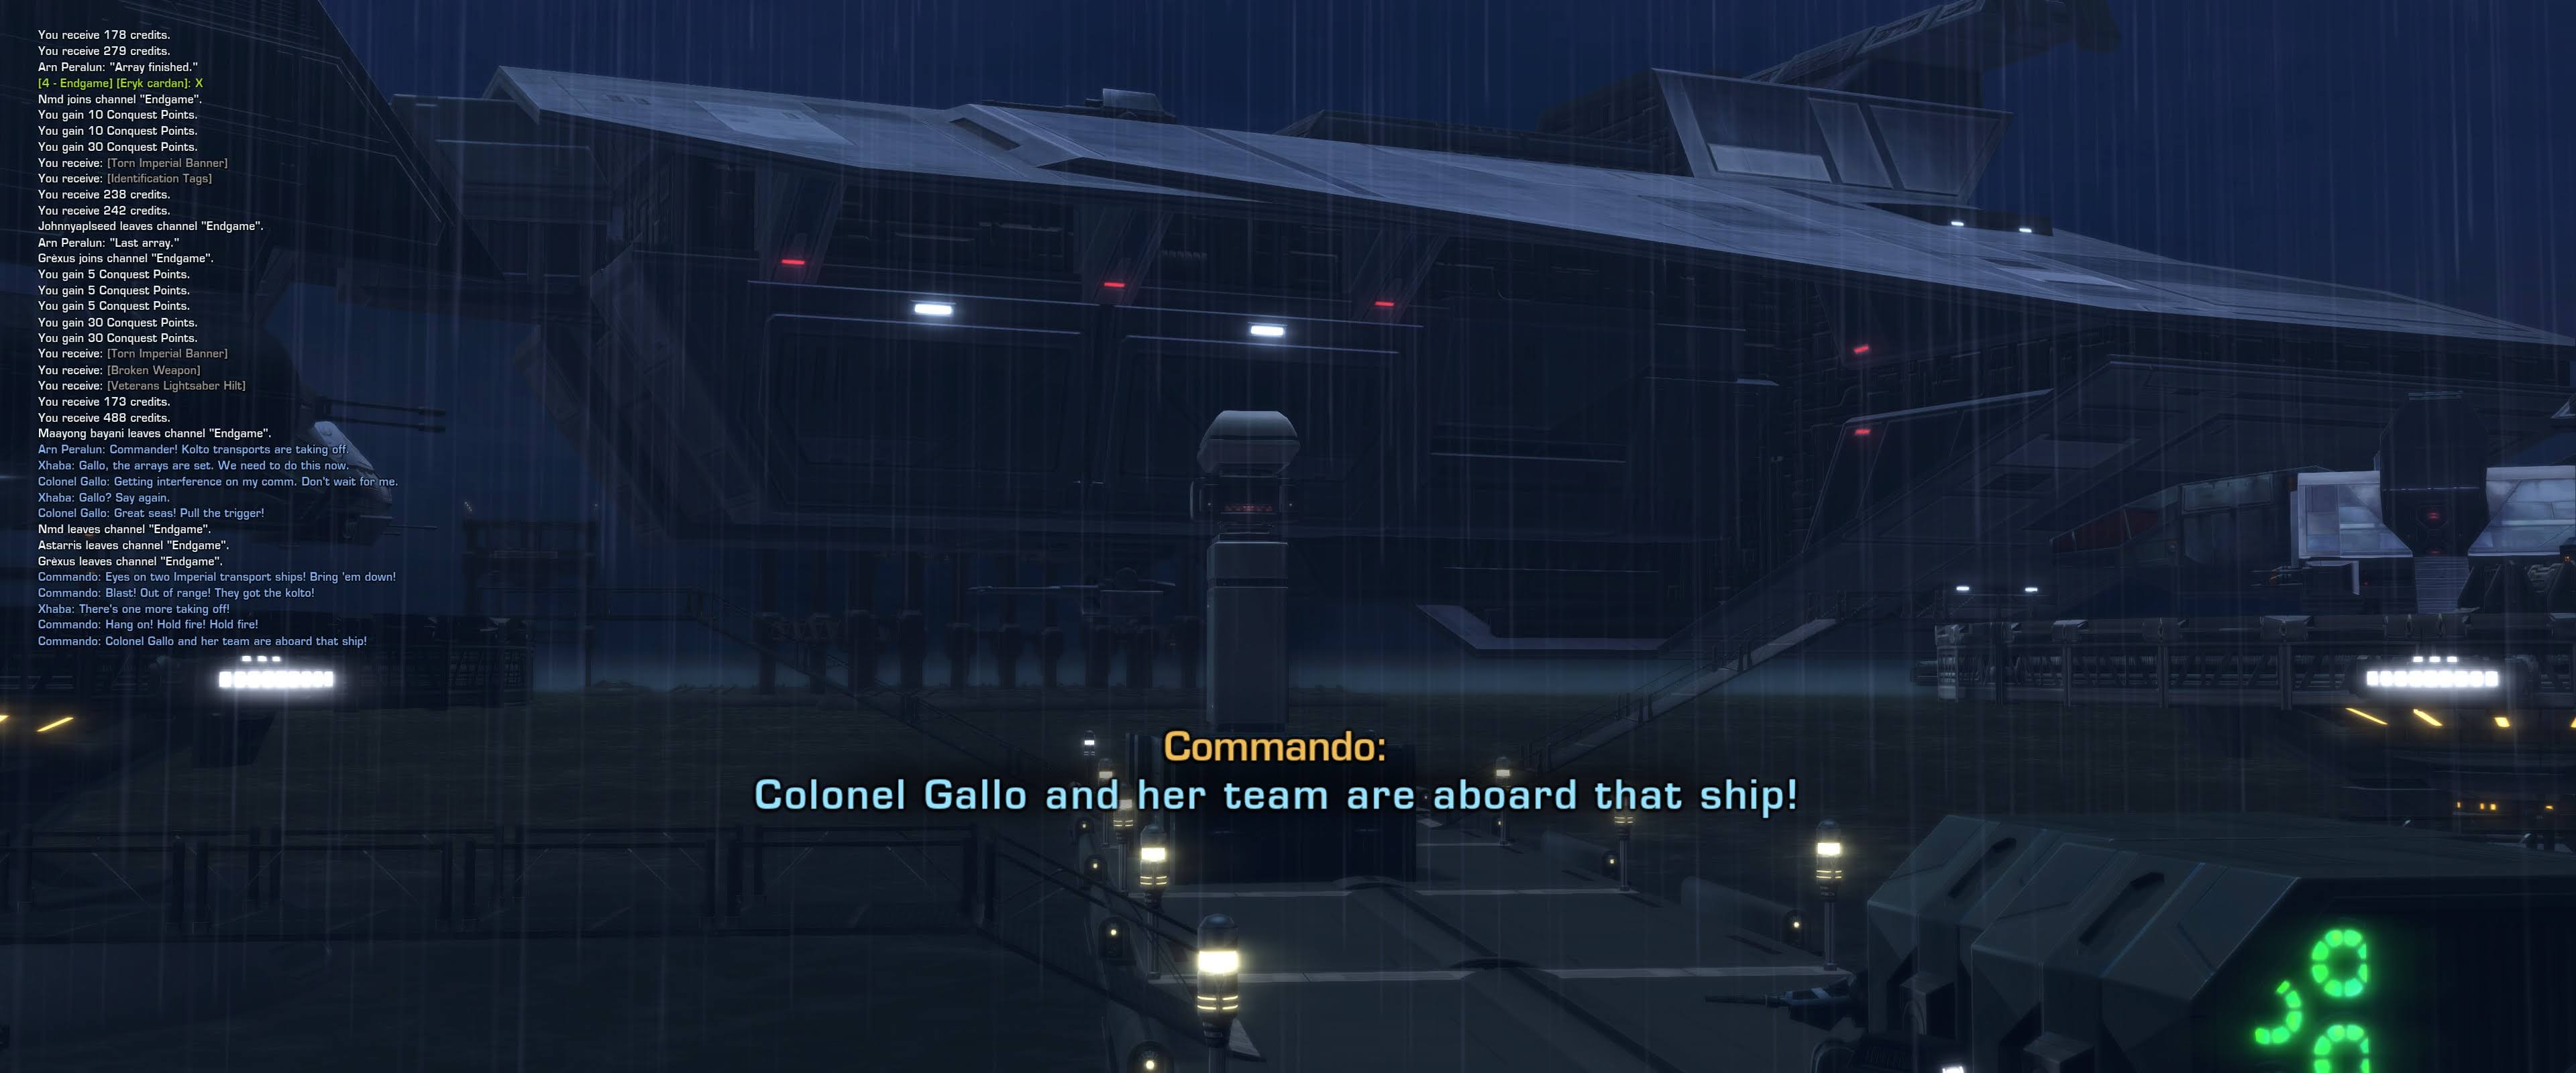 You receive 178 credits.
You receive 279 credits.
Arn Peralun: "Array finished."
[4 - Endgame] [Eryk cardan]: X
Nmd joins channel "Endgame".
You gain 10 Conquest Points.
You gain 10 Conquest Points.
You gain 30 Conquest Points.
You receive: [Torn Imperial Banner]
You receive: [Identification Tags]
You receive 238 credits.
You receive 242 credits.
Johnnyaplseed leaves channel "Endgame".
Arn Peralun: "Last array."
Grèxus joins channel "Endgame".
You gain 5 Conquest Points.
You gain 5 Conquest Points.
You gain 5 Conquest Points.
You gain 30 Conquest Points.
You gain 30 Conquest Points.
You receive: [Torn Imperial Banner]
You receive: [Broken Weapon]
You receive: [Veterans Lightsaber Hilt]
You receive 173 credits.
You receive 488 credits.
Maayong bayani leaves channel "Endgame".
Arn Peralun: Commander! Kolto transports are taking off.
Xhaba: Gallo, the arrays are set. We need to do this now.
Colonel Gallo: Getting interference on my comm. Don't wait for me.
Xhaba: Gallo? Say again.
Colonel Gallo: Great seas! Pull the trigger!
Nmd leaves channel "Endgame".
Astarris leaves channel "Endgame".
Grèxus leaves channel "Endgame".
Commando: Eyes on two Imperial transport ships! Bring 'em down!
Commando: Blast! Out of range! They got the kolto!
Xhaba: There's one more taking off!
Commando: Hang on! Hold fire! Hold fire!
Commando: Colonel Gallo and her team are aboard that ship!
Commando:
Colonel Gallo and her team are aboard that ship!